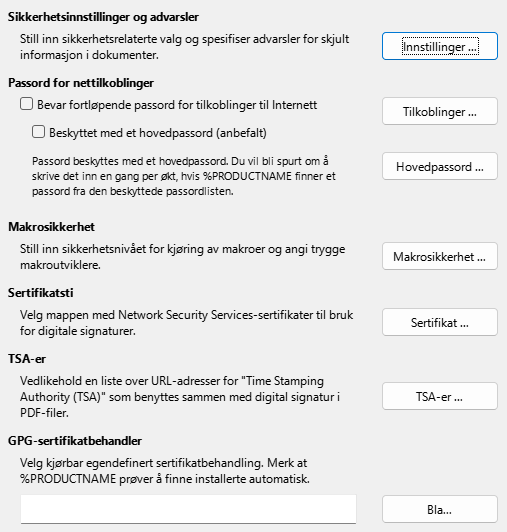 Sikkerhetsinnstillinger og advarsler
Still inn sikkerhetsrelaterte valg og spesifiser advarsler for skjult
informasjon i dokumenter.
Innstillinger ...
Passord for nettilkoblinger
Bevar fortløpende passord for tilkoblinger til Internett
Tilkoblinger ...
Beskyttet med et hovedpassord (anbefalt)
Passord beskyttes med et hovedpassord. Du vil bli spurt om å
skrive det inn en gang per økt, hvis %PRODUCTNAME finner et
passord fra den beskyttede passordlisten.
Hovedpassord ...
Makrosikkerhet
Still inn sikkerhetsnivået for kjøring av makroer og angi trygge
makroutviklere.
Makrosikkerhet ...
Sertifikatsti
Velg mappen med Network Security Services-sertifikater til bruk
for digitale signaturer.
Sertifikat ...
TSA-er
Vedlikehold en liste over URL-adresser for "Time Stamping
Authority (TSA)" som benyttes sammen med digital signatur i
PDF-filer.
TSA-er ...
GPG-sertifikatbehandler
Velg kjørbar egendefinert sertifikatbehandling. Merk at
%PRODUCTNAME prøver å finne installerte automatisk.
Bla...